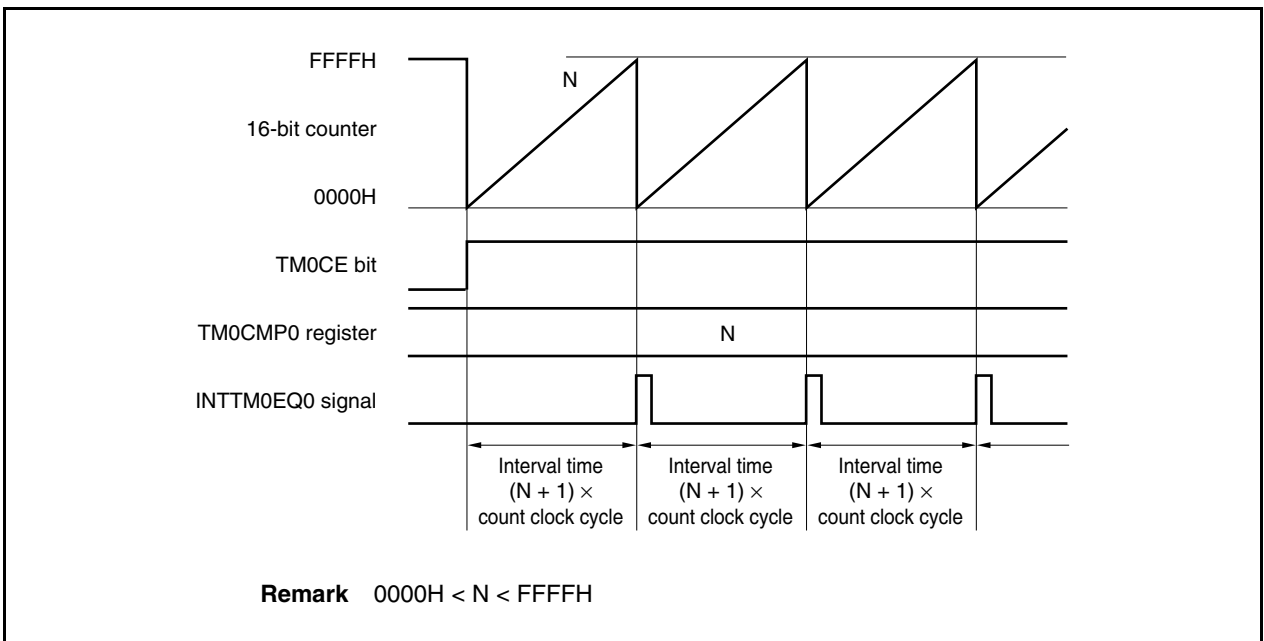 FFFFH
N
16-bit counter
0000H
TM0CE bit
TM0CMP0 register
N
INTTM0EQ0 signal
Interval time
(N + 1) ×
count clock cycle
Interval time
(N + 1) ×
count clock cycle
Interval time
(N + 1) ×
count clock cycle
Remark 0000H < N < FFFFH